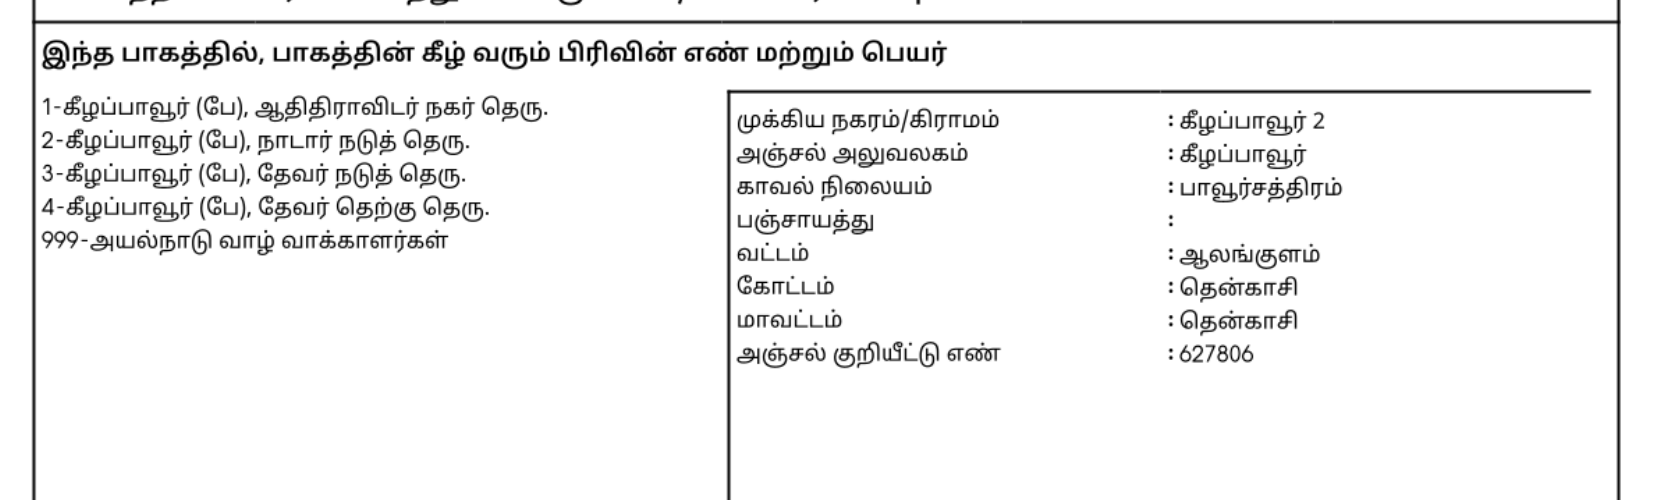 இந்த பாகத்தில், பாகத்தின் கீழ் வரும் பிரிவின் எண் மற்றும் பெயர்
1-கீழப்பாவூர் (பே), ஆதிதிராவிடர் நகர் தெரு.
2-கீழப்பாவூர் (பே), நாடார் நடுத் தெரு.
3-கீழப்பாவூர் (பே), தேவர் நடுத் தெரு.
4-கீழப்பாவூர் (பே), தேவர் தெற்கு தெரு.
999-அயல்நாடு வாழ் வாக்காளர்கள்
முக்கிய நகரம்/கிராமம் : கீழப்பாவூர் 2
அஞ்சல் அலுவலகம் : கீழப்பாவூர்
காவல் நிலையம் : பாவூர்சத்திரம்
பஞ்சாயத்து :
வட்டம் : ஆலங்குளம்
கோட்டம் : தென்காசி
மாவட்டம் : தென்காசி
அஞ்சல் குறியீட்டு எண் : 627806